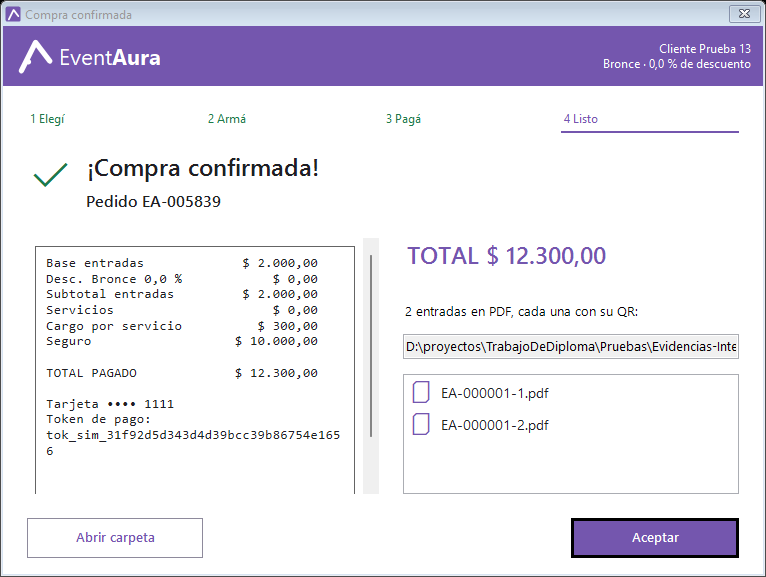 Compra confirmada
EventAura
Cliente Prueba 13
Bronce · 0,0 % de descuento
1 Elegí
2 Armá
3 Pagá
4 Listo
¡Compra confirmada!
Pedido EA-005839
Base entradas $ 2.000,00
Desc. Bronce 0,0 % $ 0,00
Subtotal entradas $ 2.000,00
Servicios $ 0,00
Cargo por servicio $ 300,00
Seguro $ 10.000,00
TOTAL PAGADO $ 12.300,00
Tarjeta •••• 1111
Token de pago:
tok_sim_31f92d5d343d4d39bcc39b86754e165
6
TOTAL $ 12.300,00
2 entradas en PDF, cada una con su QR:
D:\proyectos\TrabajoDeDiploma\Pruebas\Evidencias-Inte
EA-000001-1.pdf
EA-000001-2.pdf
Abrir carpeta
Aceptar